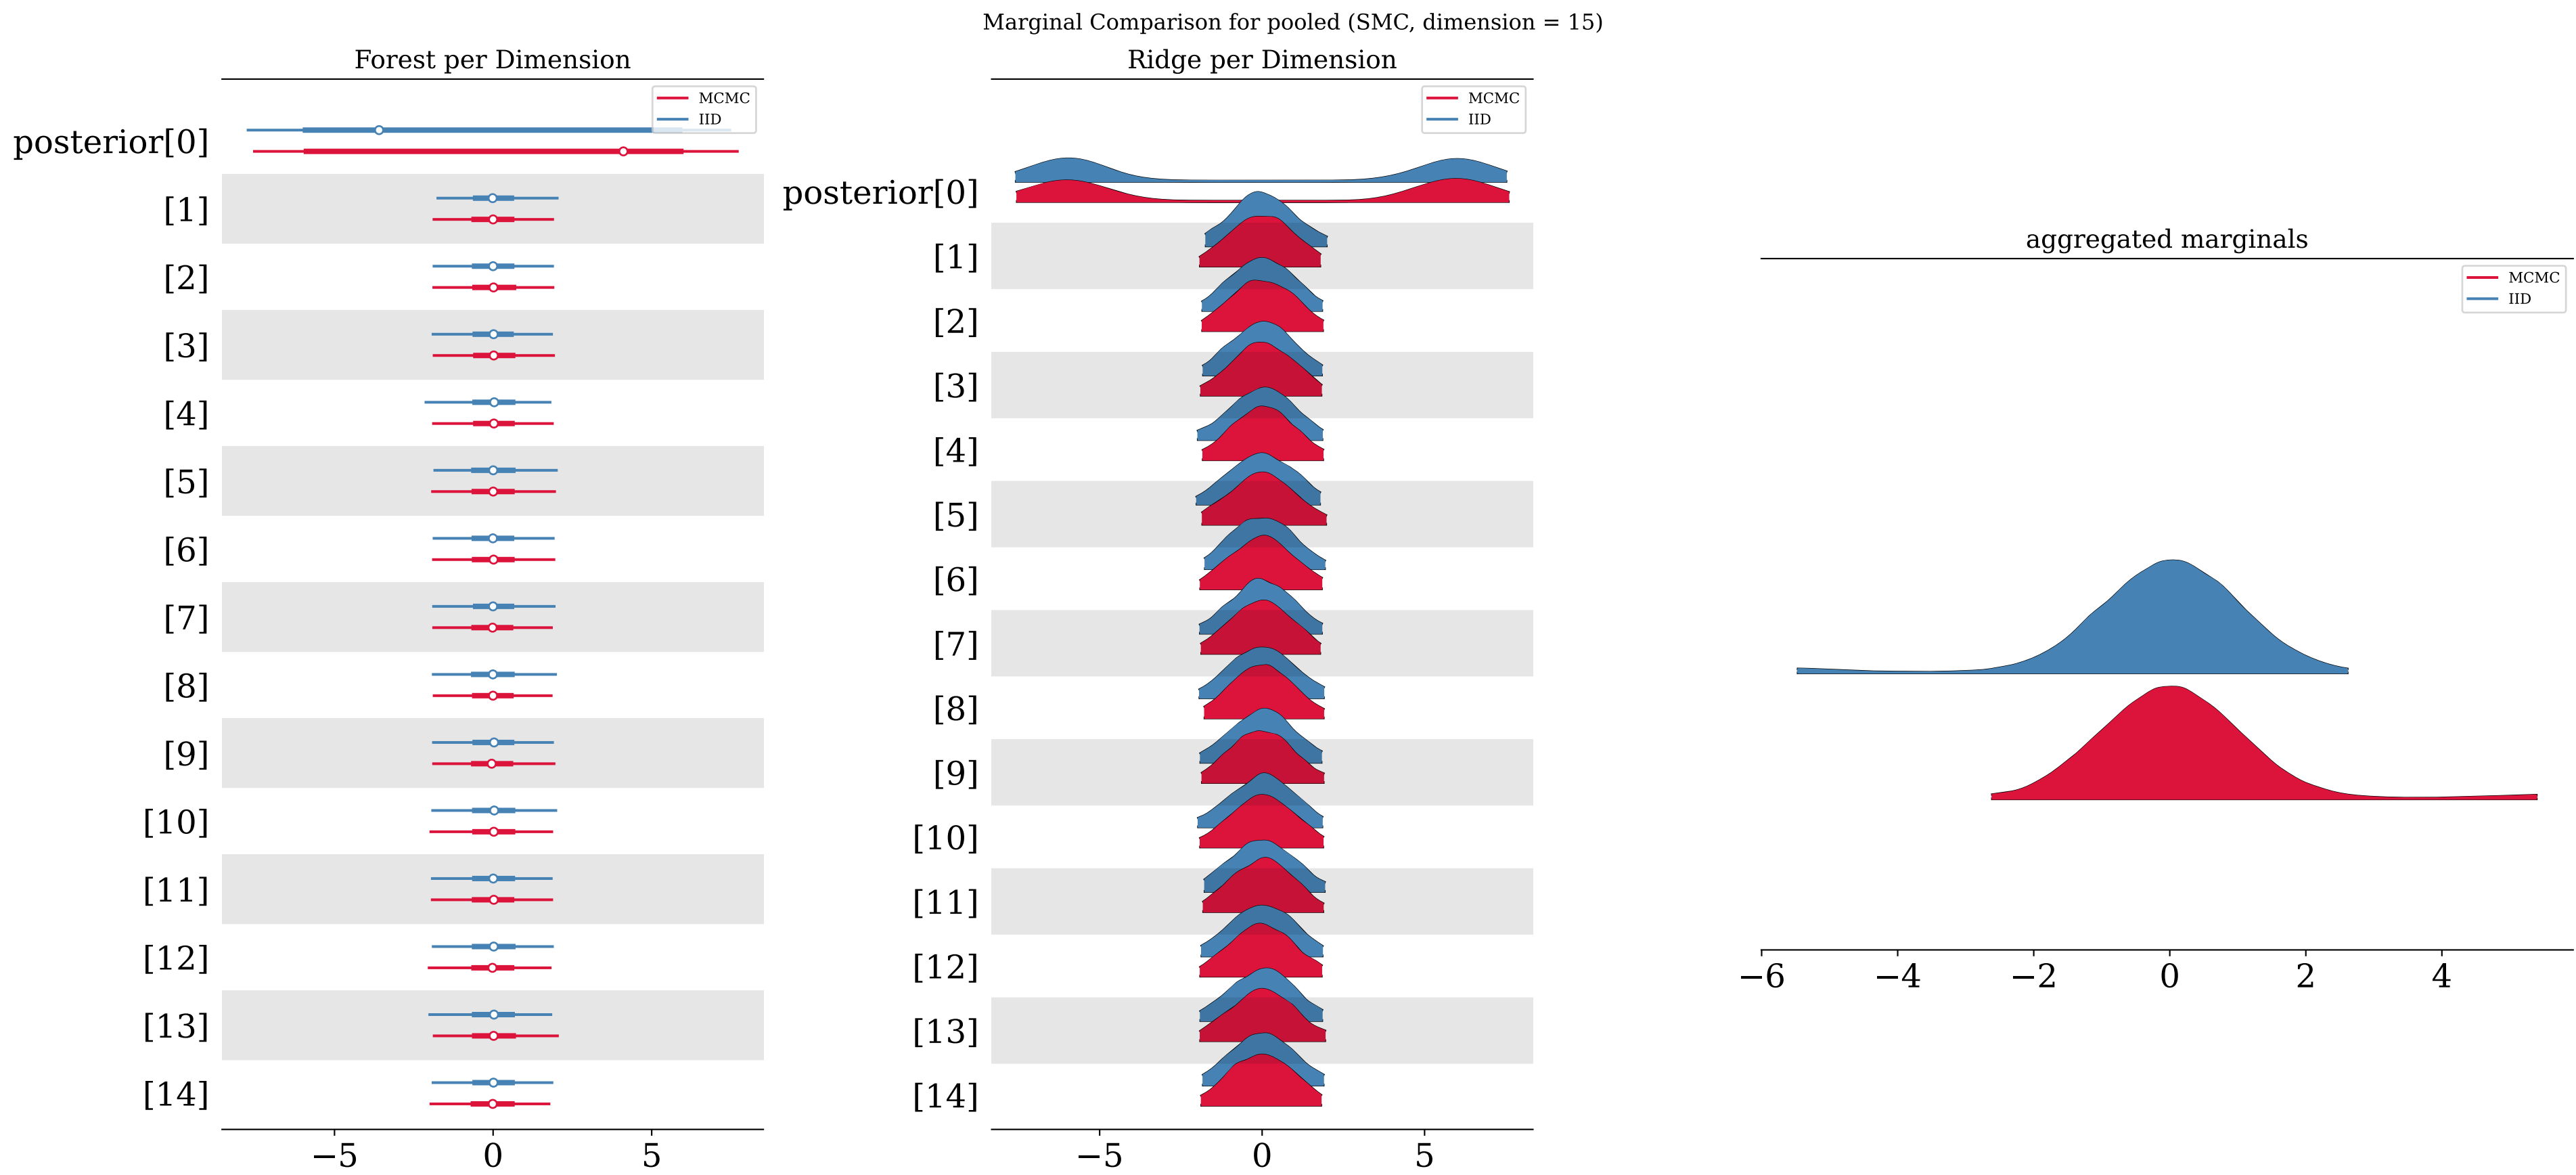 Marginal Comparison for pooled (SMC, dimension = 15)
Forest per Dimension
MCMC
IID
posterior[0]
[1]
[2]
[3]
[4]
[5]
[6]
[7]
[8]
[9]
[10]
[11]
[12]
[13]
[14]
−5 0 5
Ridge per Dimension
MCMC
IID
posterior[0]
[1]
[2]
[3]
[4]
[5]
[6]
[7]
[8]
[9]
[10]
[11]
[12]
[13]
[14]
−5 0 5
aggregated marginals
MCMC
IID
−6 −4 −2 0 2 4